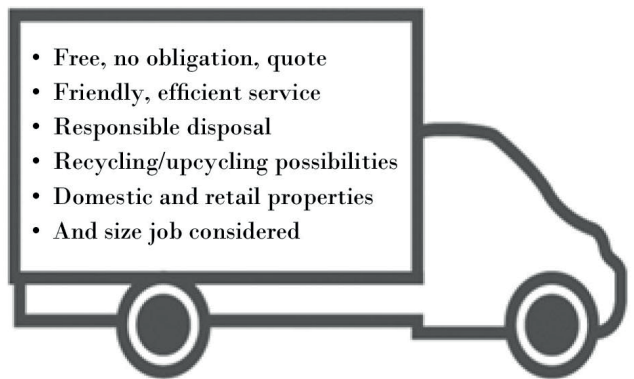 • Free, no obligation, quote
• Friendly, efficient service
• Responsible disposal
• Recycling/upcycling possibilities
• Domestic and retail properties
• And size job considered